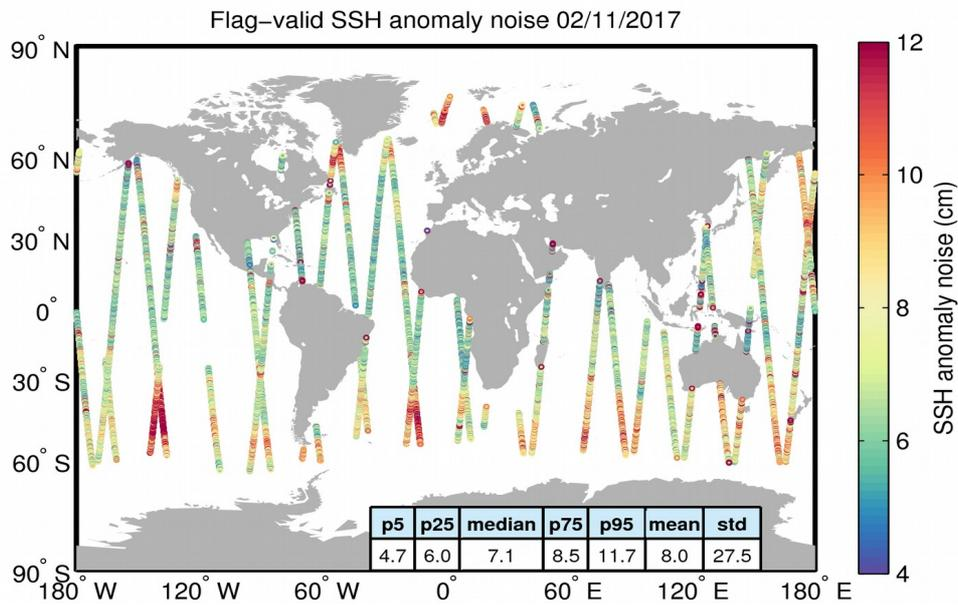 Flag−valid SSH anomaly noise 02/11/2017
90° N
60° N
30° N
0°
30° S
60° S
90° S
180° W
120° W
60° W
0°
60° E
120° E
180° E
p5 p25 median p75 p95 mean std
4.7 6.0 7.1 8.5 11.7 8.0 27.5
12
10
8
6
4
SSH anomaly noise (cm)